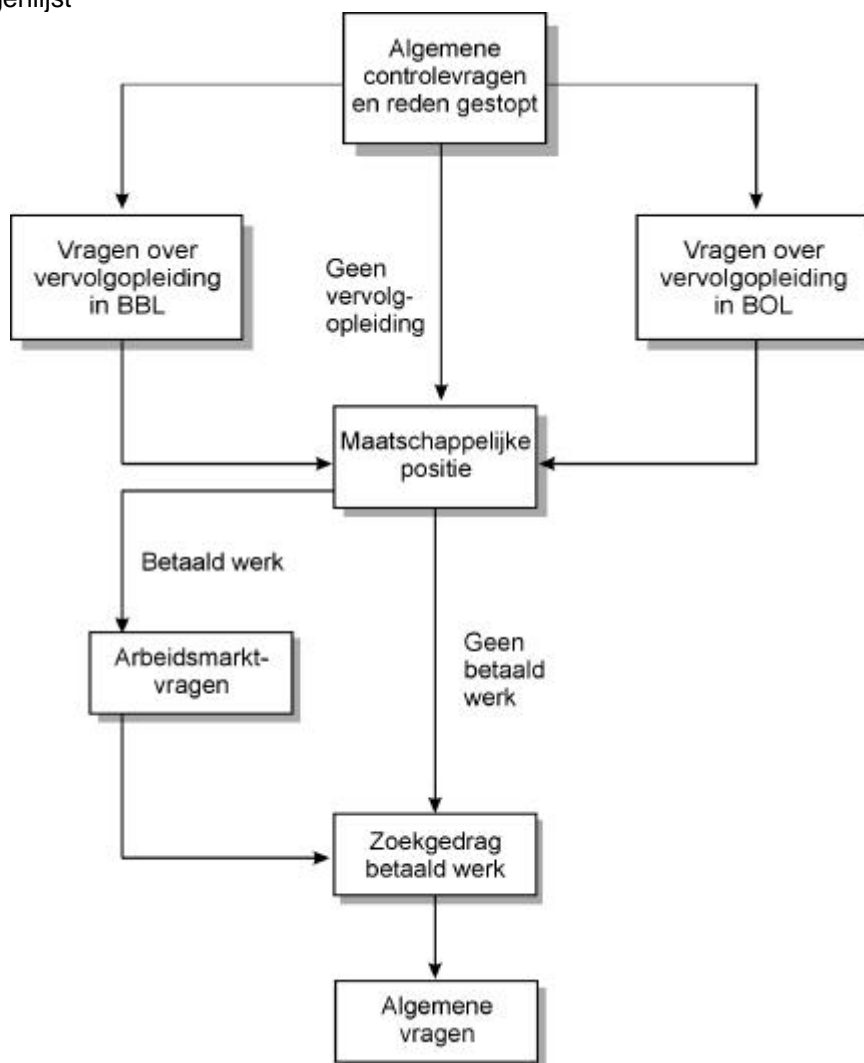 Algemene
controlevragen
en reden gestopt
Vragen over
vervolgopleiding
in BBL
Geen
vervolg-
opleiding
Vragen over
vervolgopleiding
in BOL
Maatschappelijke
positie
Betaald werk
Arbeidsmarkt-
vragen
Geen
betaald
werk
Zoekgedrag
betaald werk
Algemene
vragen